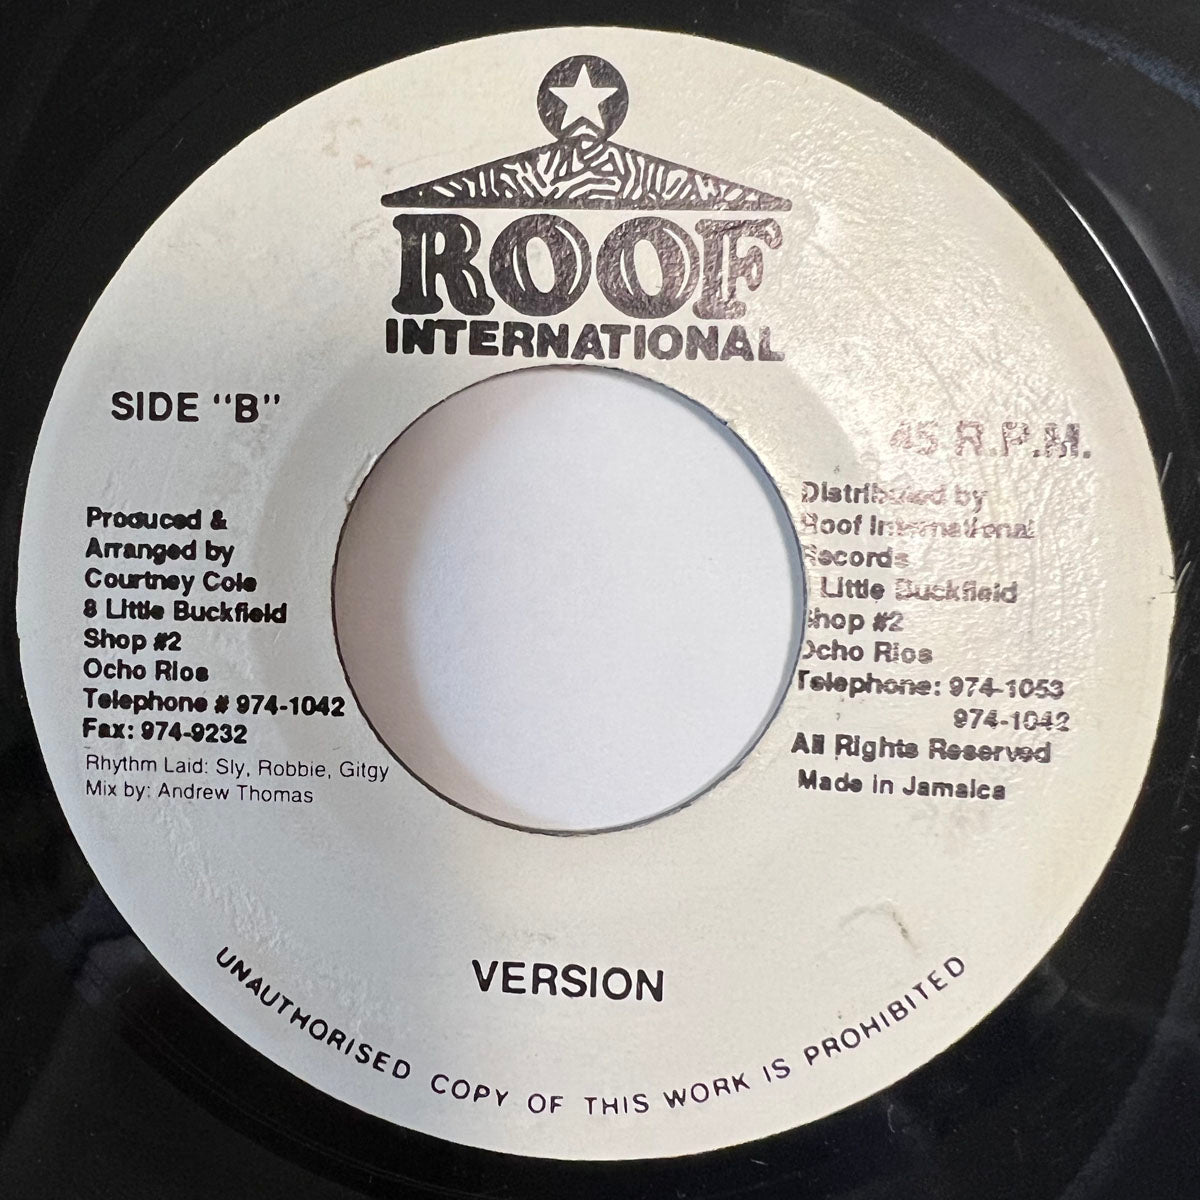 ROOF
INTERNATIONAL
SIDE "B"
45 R.P.M.
Produced &
Arranged by
Courtney Cole
8 Little Buckfield
Shop #2
Ocho Rios
Telephone # 974-1042
Fax: 974-9232
Rhythm Laid: Sly, Robbie, Gitgy
Mix by: Andrew Thomas
Distributed by
Roof International
Records
Little Buckfield
Shop #2
Ocho Rios
Telephone: 974-1053
974-1042
All Rights Reserved
Made in Jamaica
VERSION
UNAUTHORISED COPY OF THIS WORK IS PROHIBITED